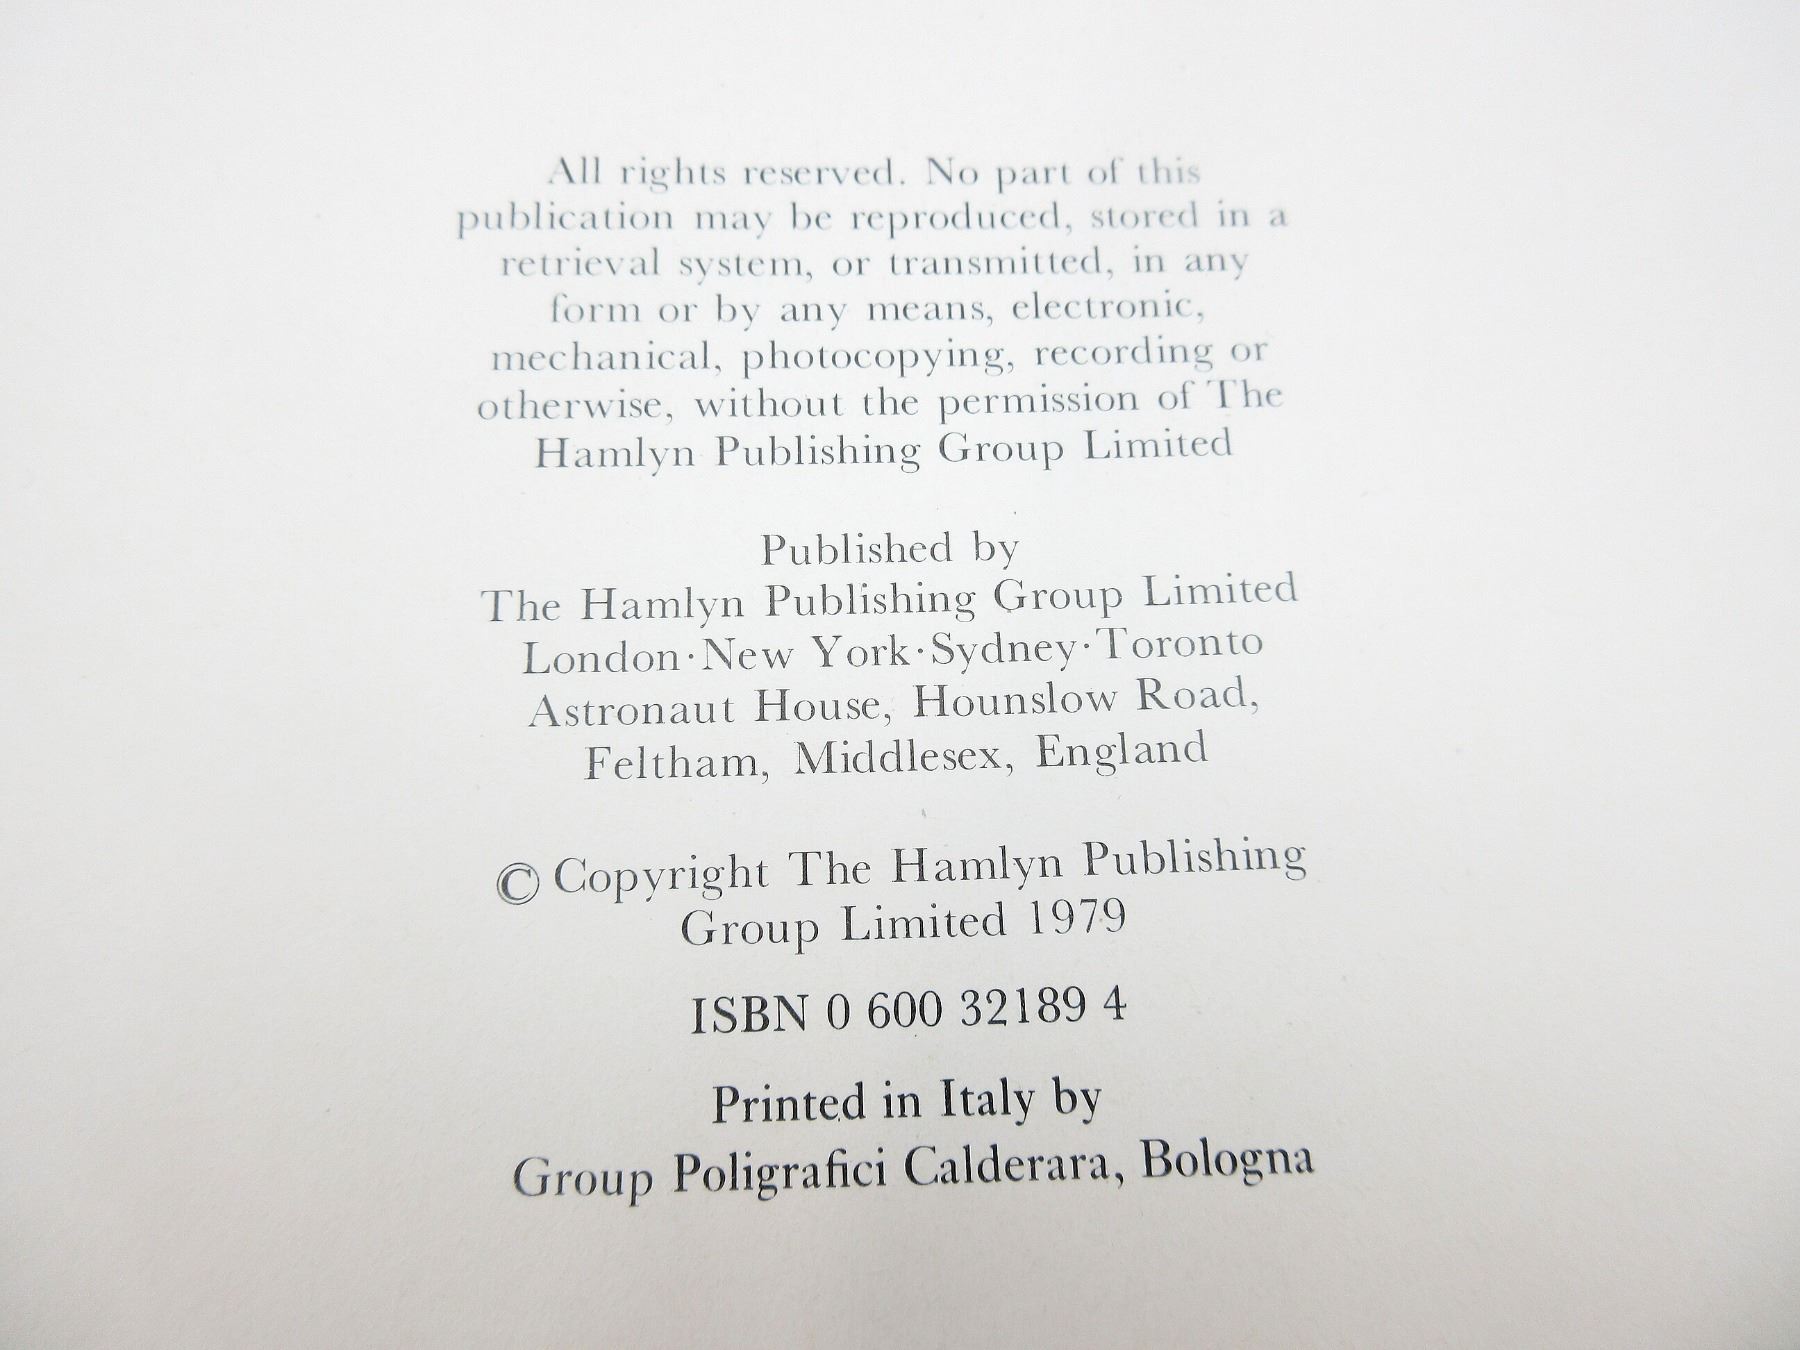 All rights reserved. No part of this
publication may be reproduced, stored in a
retrieval system, or transmitted, in any
form or by any means, electronic,
mechanical, photocopying, recording or
otherwise, without the permission of The
Hamlyn Publishing Group Limited
Published by
The Hamlyn Publishing Group Limited
London·New York·Sydney·Toronto
Astronaut House, Hounslow Road,
Feltham, Middlesex, England
© Copyright The Hamlyn Publishing
Group Limited 1979
ISBN 0 600 32189 4
Printed in Italy by
Group Poligrafici Calderara, Bologna